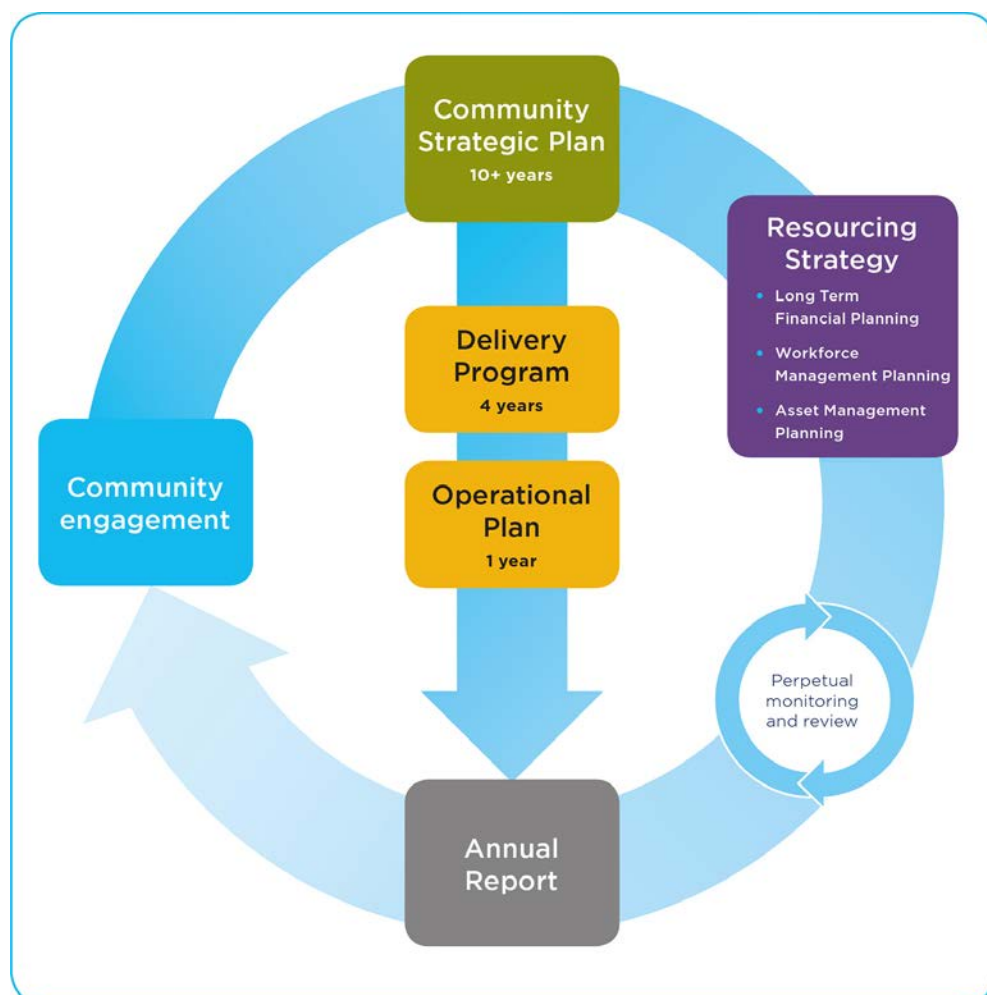 Community
Strategic Plan
10+ years
Resourcing
Strategy
• Long Term
Financial Planning
• Workforce
Management Planning
• Asset Management
Planning
Delivery
Program
4 years
Operational
Plan
1 year
Community
engagement
Perpetual
monitoring
and review
Annual
Report